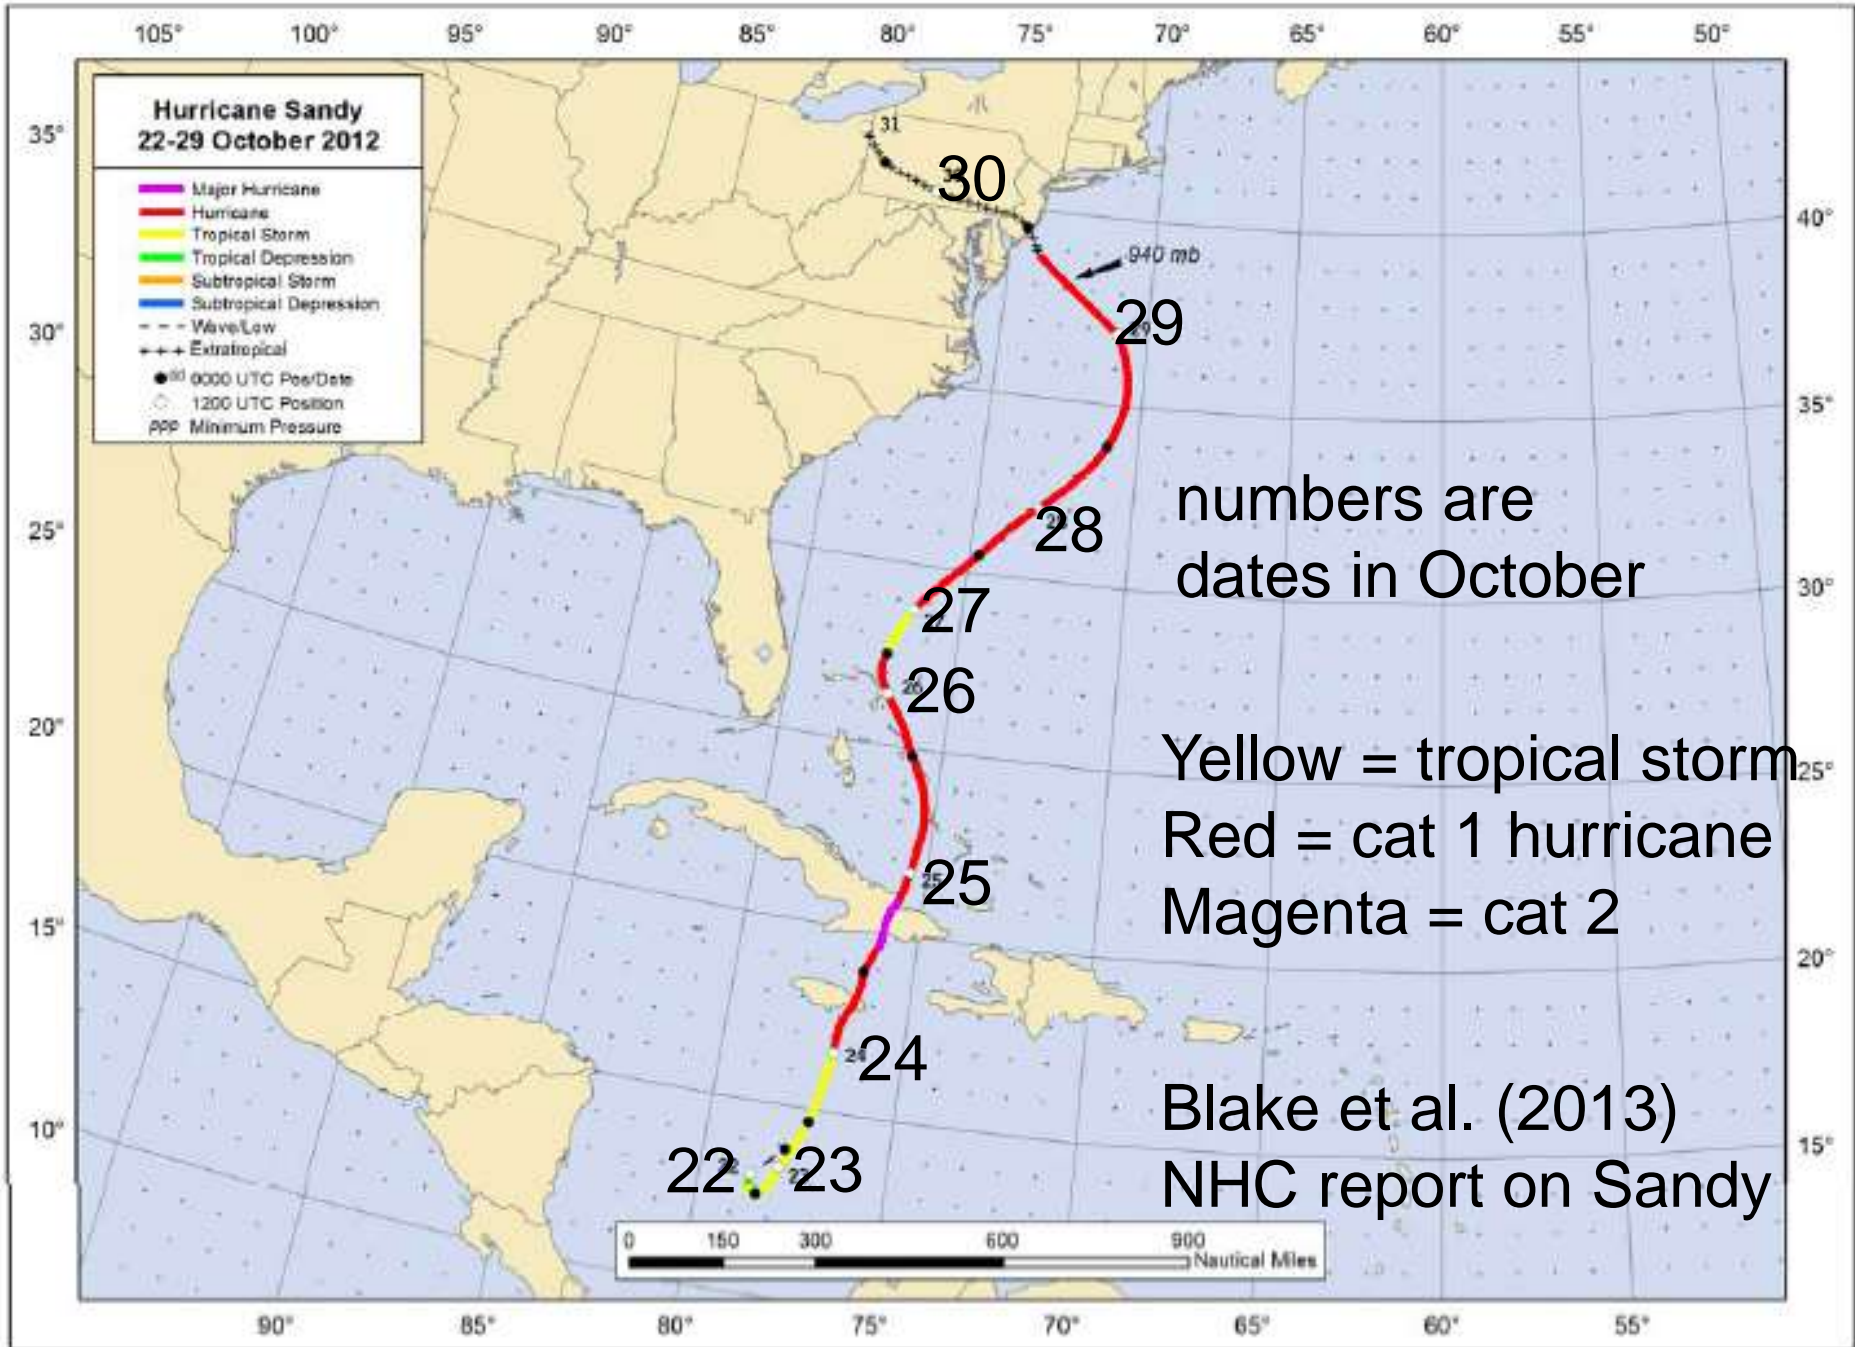 105° 100° 95° 90° 85° 80° 75° 70° 65° 60° 55° 50°
Hurricane Sandy
22-29 October 2012
Major Hurricane
Hurricane
Tropical Storm
Tropical Depression
Subtropical Storm
Subtropical Depression
Wave/Low
Extratropical
00 0000 UTC Pos/Date
1200 UTC Position
PPP Minimum Pressure
35°
30°
25°
20°
15°
10°
31
30
940 mb
29
28
27
26
25
24
22 23
numbers are
dates in October
Yellow = tropical storm
Red = cat 1 hurricane
Magenta = cat 2
Blake et al. (2013)
NHC report on Sandy
40°
35°
30°
25°
20°
15°
0 150 300 600 900
Nautical Miles
90° 85° 80° 75° 70° 65° 60° 55°